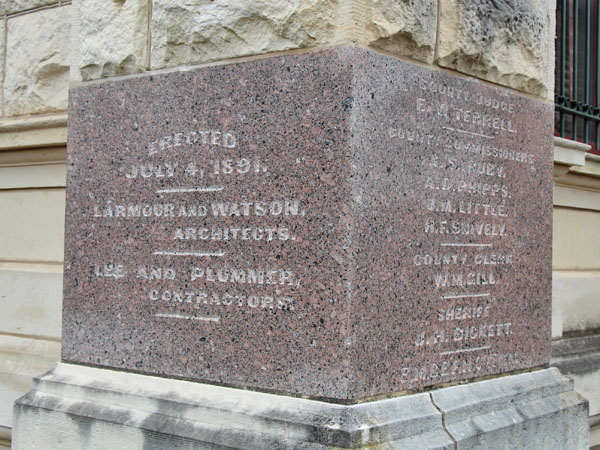 ERECTED
JULY 4, 1891.
LARMOUR AND WATSON,
ARCHITECTS.
LEE AND PLUMMER,
CONTRACTORS.
COUNTY JUDGE
TERRELL.
COUNTY COMMISSIONERS
A.D. PHIPPS.
J.M. LITTLE.
H.F. SNIVELY.
COUNTY CLERK
W.M. GILL.
SHERIFF
J.H. BICKETT.